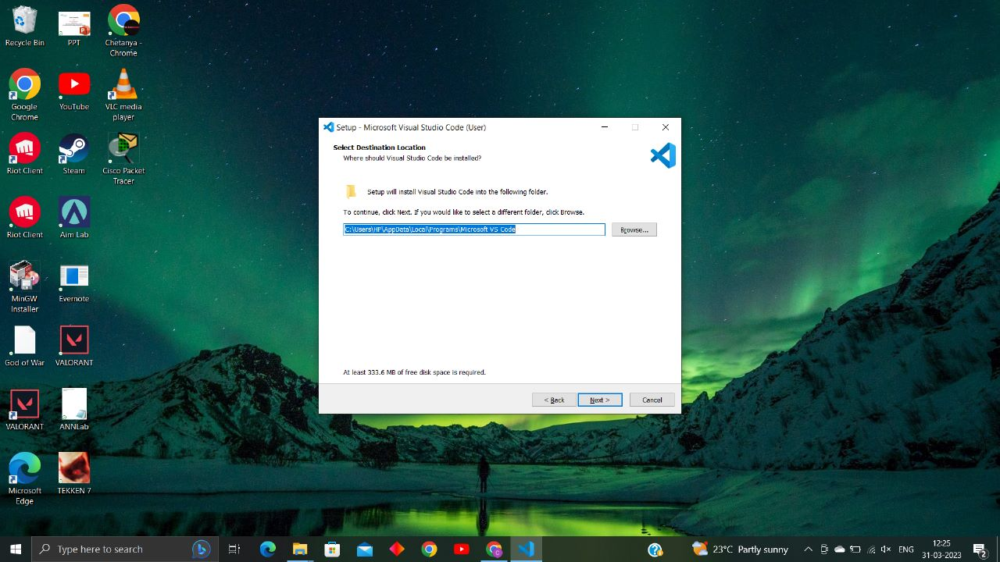 Recycle Bin
PPT
Chetanya -
Chrome
Google
Chrome
YouTube
VLC media
player
Riot Client
Steam
Cisco Packet
Tracer
Riot Client
Aim Lab
MinGW
Installer
Evernote
God of War
VALORANT
VALORANT
ANNLab
Microsoft
Edge
TEKKEN 7
Setup - Microsoft Visual Studio Code (User)
Select Destination Location
Where should Visual Studio Code be installed?
Setup will install Visual Studio Code into the following folder.
To continue, click Next. If you would like to select a different folder, click Browse.
C:\Users\HP\AppData\Local\Programs\Microsoft VS Code
Browse...
At least 333.6 MB of free disk space is required.
< Back
Next >
Cancel
Type here to search
23°C Partly sunny
ENG
12:25
31-03-2023
2